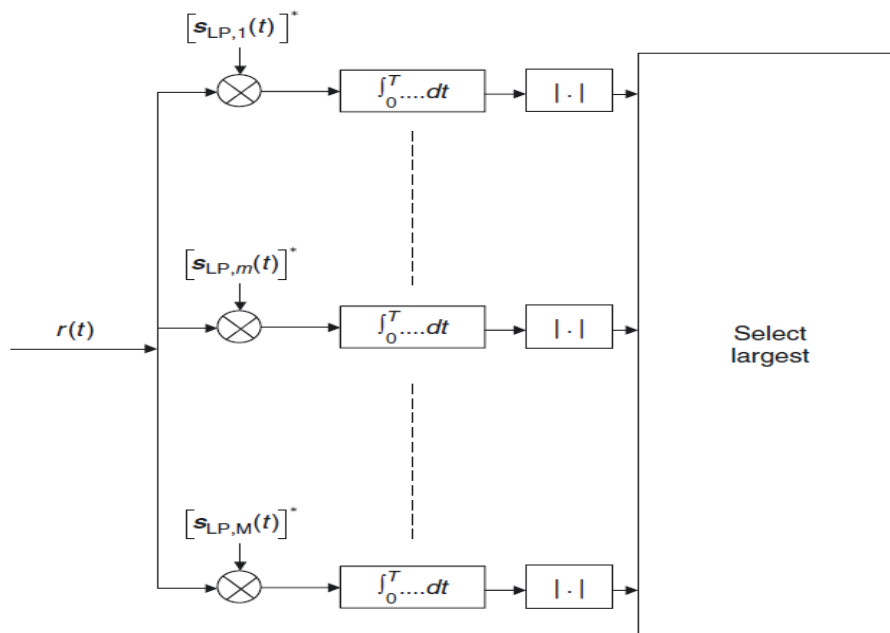 [s_LP,1(t)]*
∫_0^T ....dt
| . |
[s_LP,m(t)]*
r(t)
∫_0^T ....dt
| . |
Select
largest
[s_LP,M(t)]*
∫_0^T ....dt
| . |